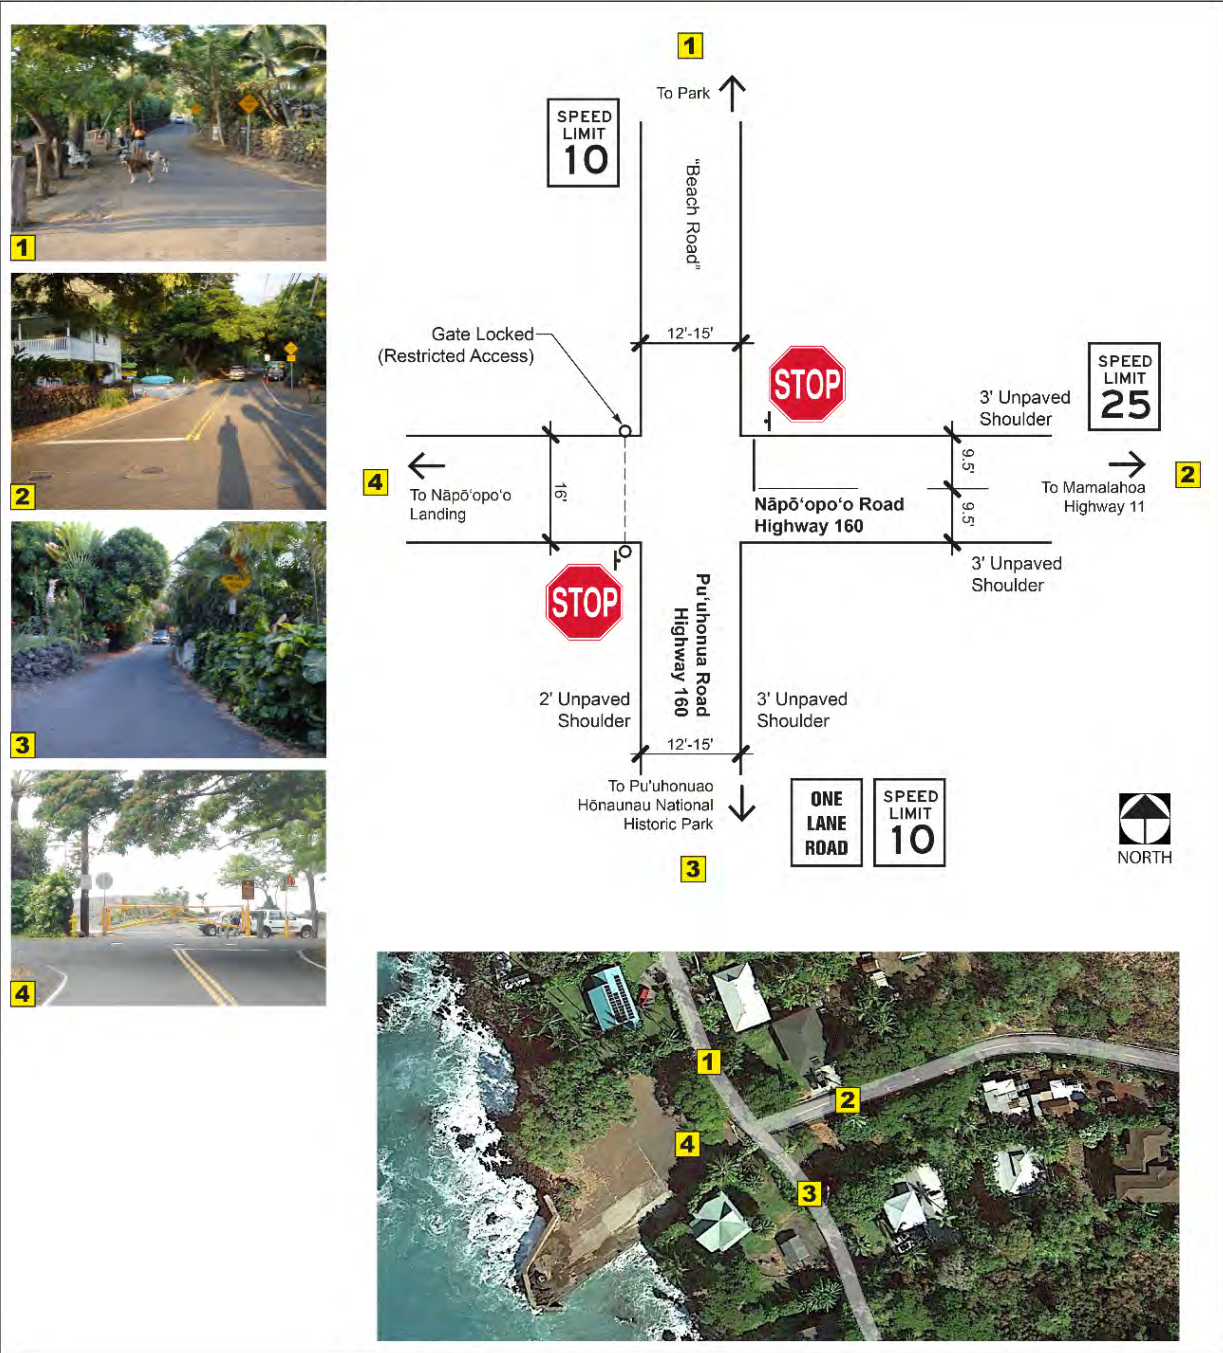 1
2
3
4
1
To Park
SPEED
LIMIT
10
"Beach Road"
12'-15'
Gate Locked
(Restricted Access)
STOP
SPEED
LIMIT
25
3' Unpaved
Shoulder
4
To Nāpō‘opo‘o
Landing
16'
9.5'
9.5'
Nāpō‘opo‘o Road
Highway 160
To Mamalahoa
Highway 11
2
3' Unpaved
Shoulder
STOP
Pu‘uhonua Road
Highway 160
2' Unpaved
Shoulder
3' Unpaved
Shoulder
12'-15'
To Pu'uhonuao
Hōnaunau National
Historic Park
ONE
LANE
ROAD
SPEED
LIMIT
10
NORTH
3
1
2
4
3